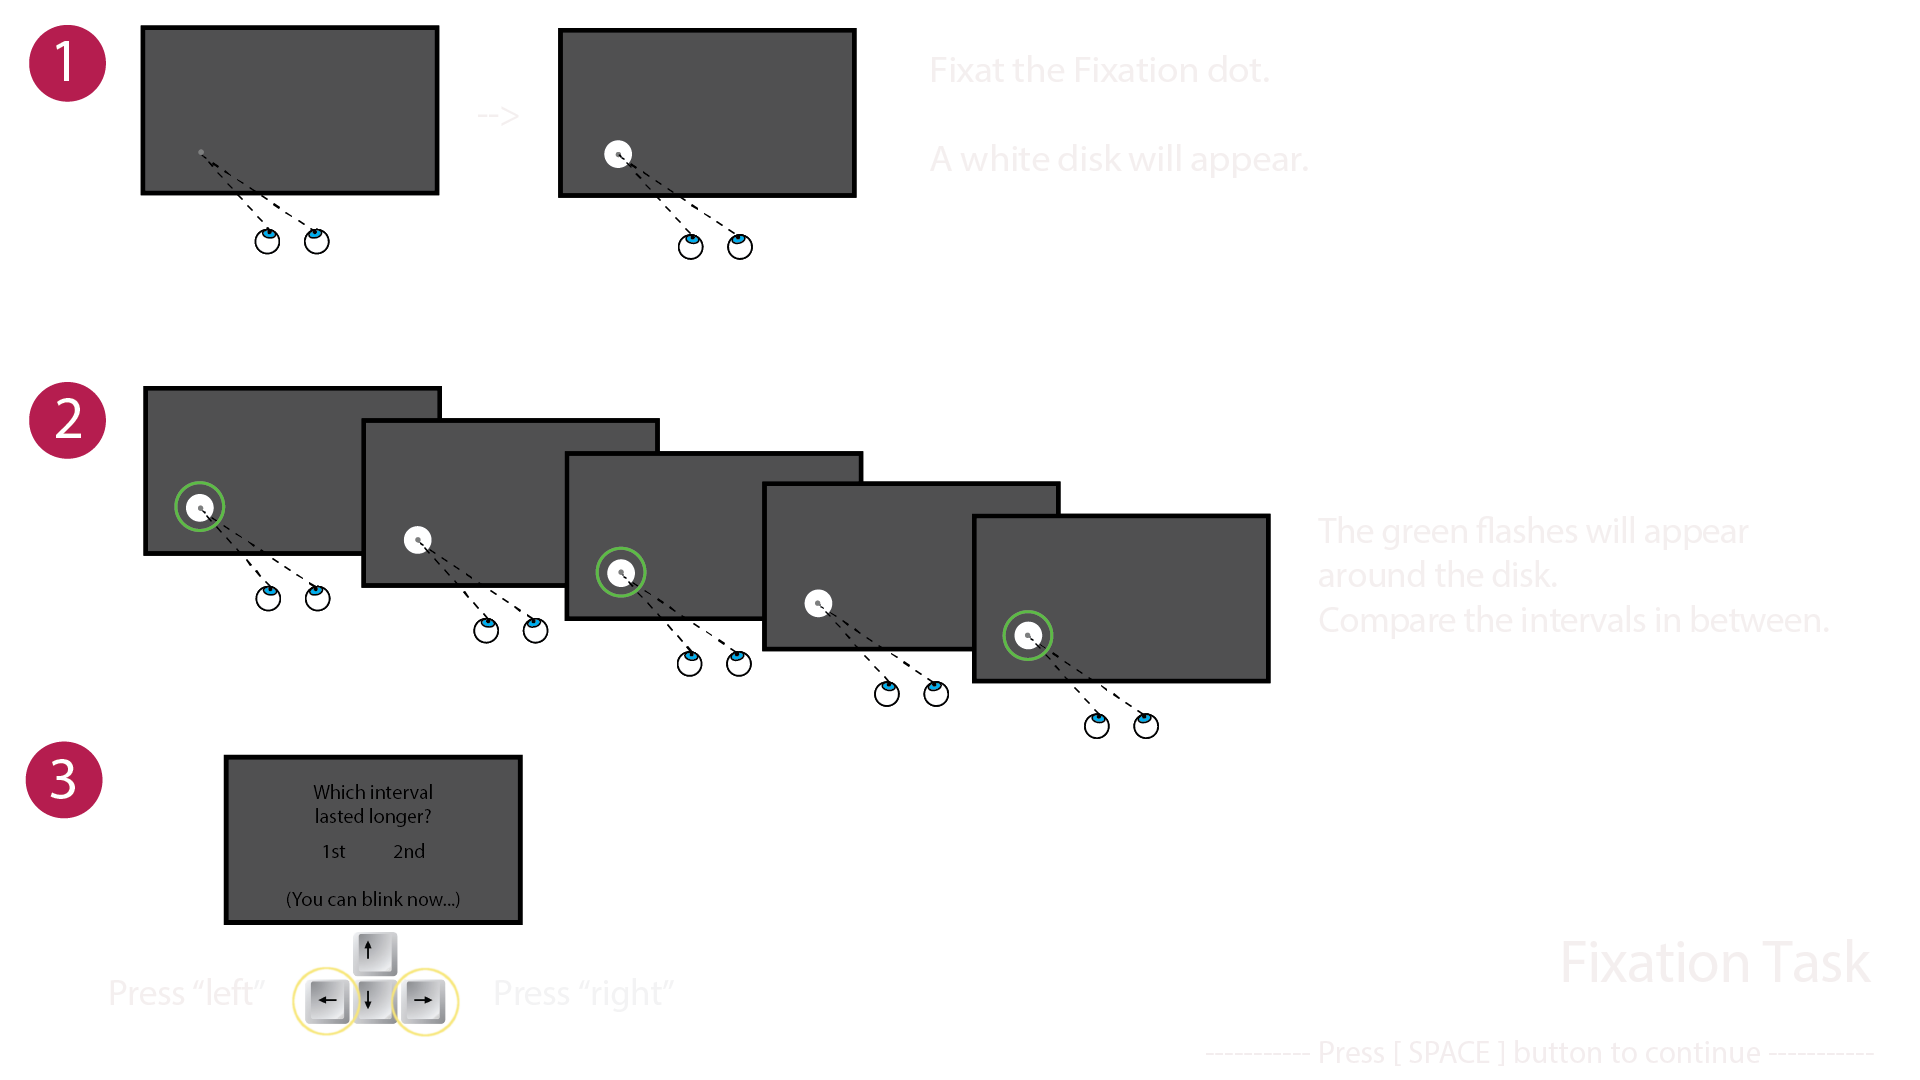 1
-->
Fixat the Fixation dot.
A white disk will appear.
2
The green flashes will appear
around the disk.
Compare the intervals in between.
3
Which interval
lasted longer?
1st 2nd
(You can blink now...)
Press “left”
Press “right”
Fixation Task
----------- Press [ SPACE ] button to continue -----------